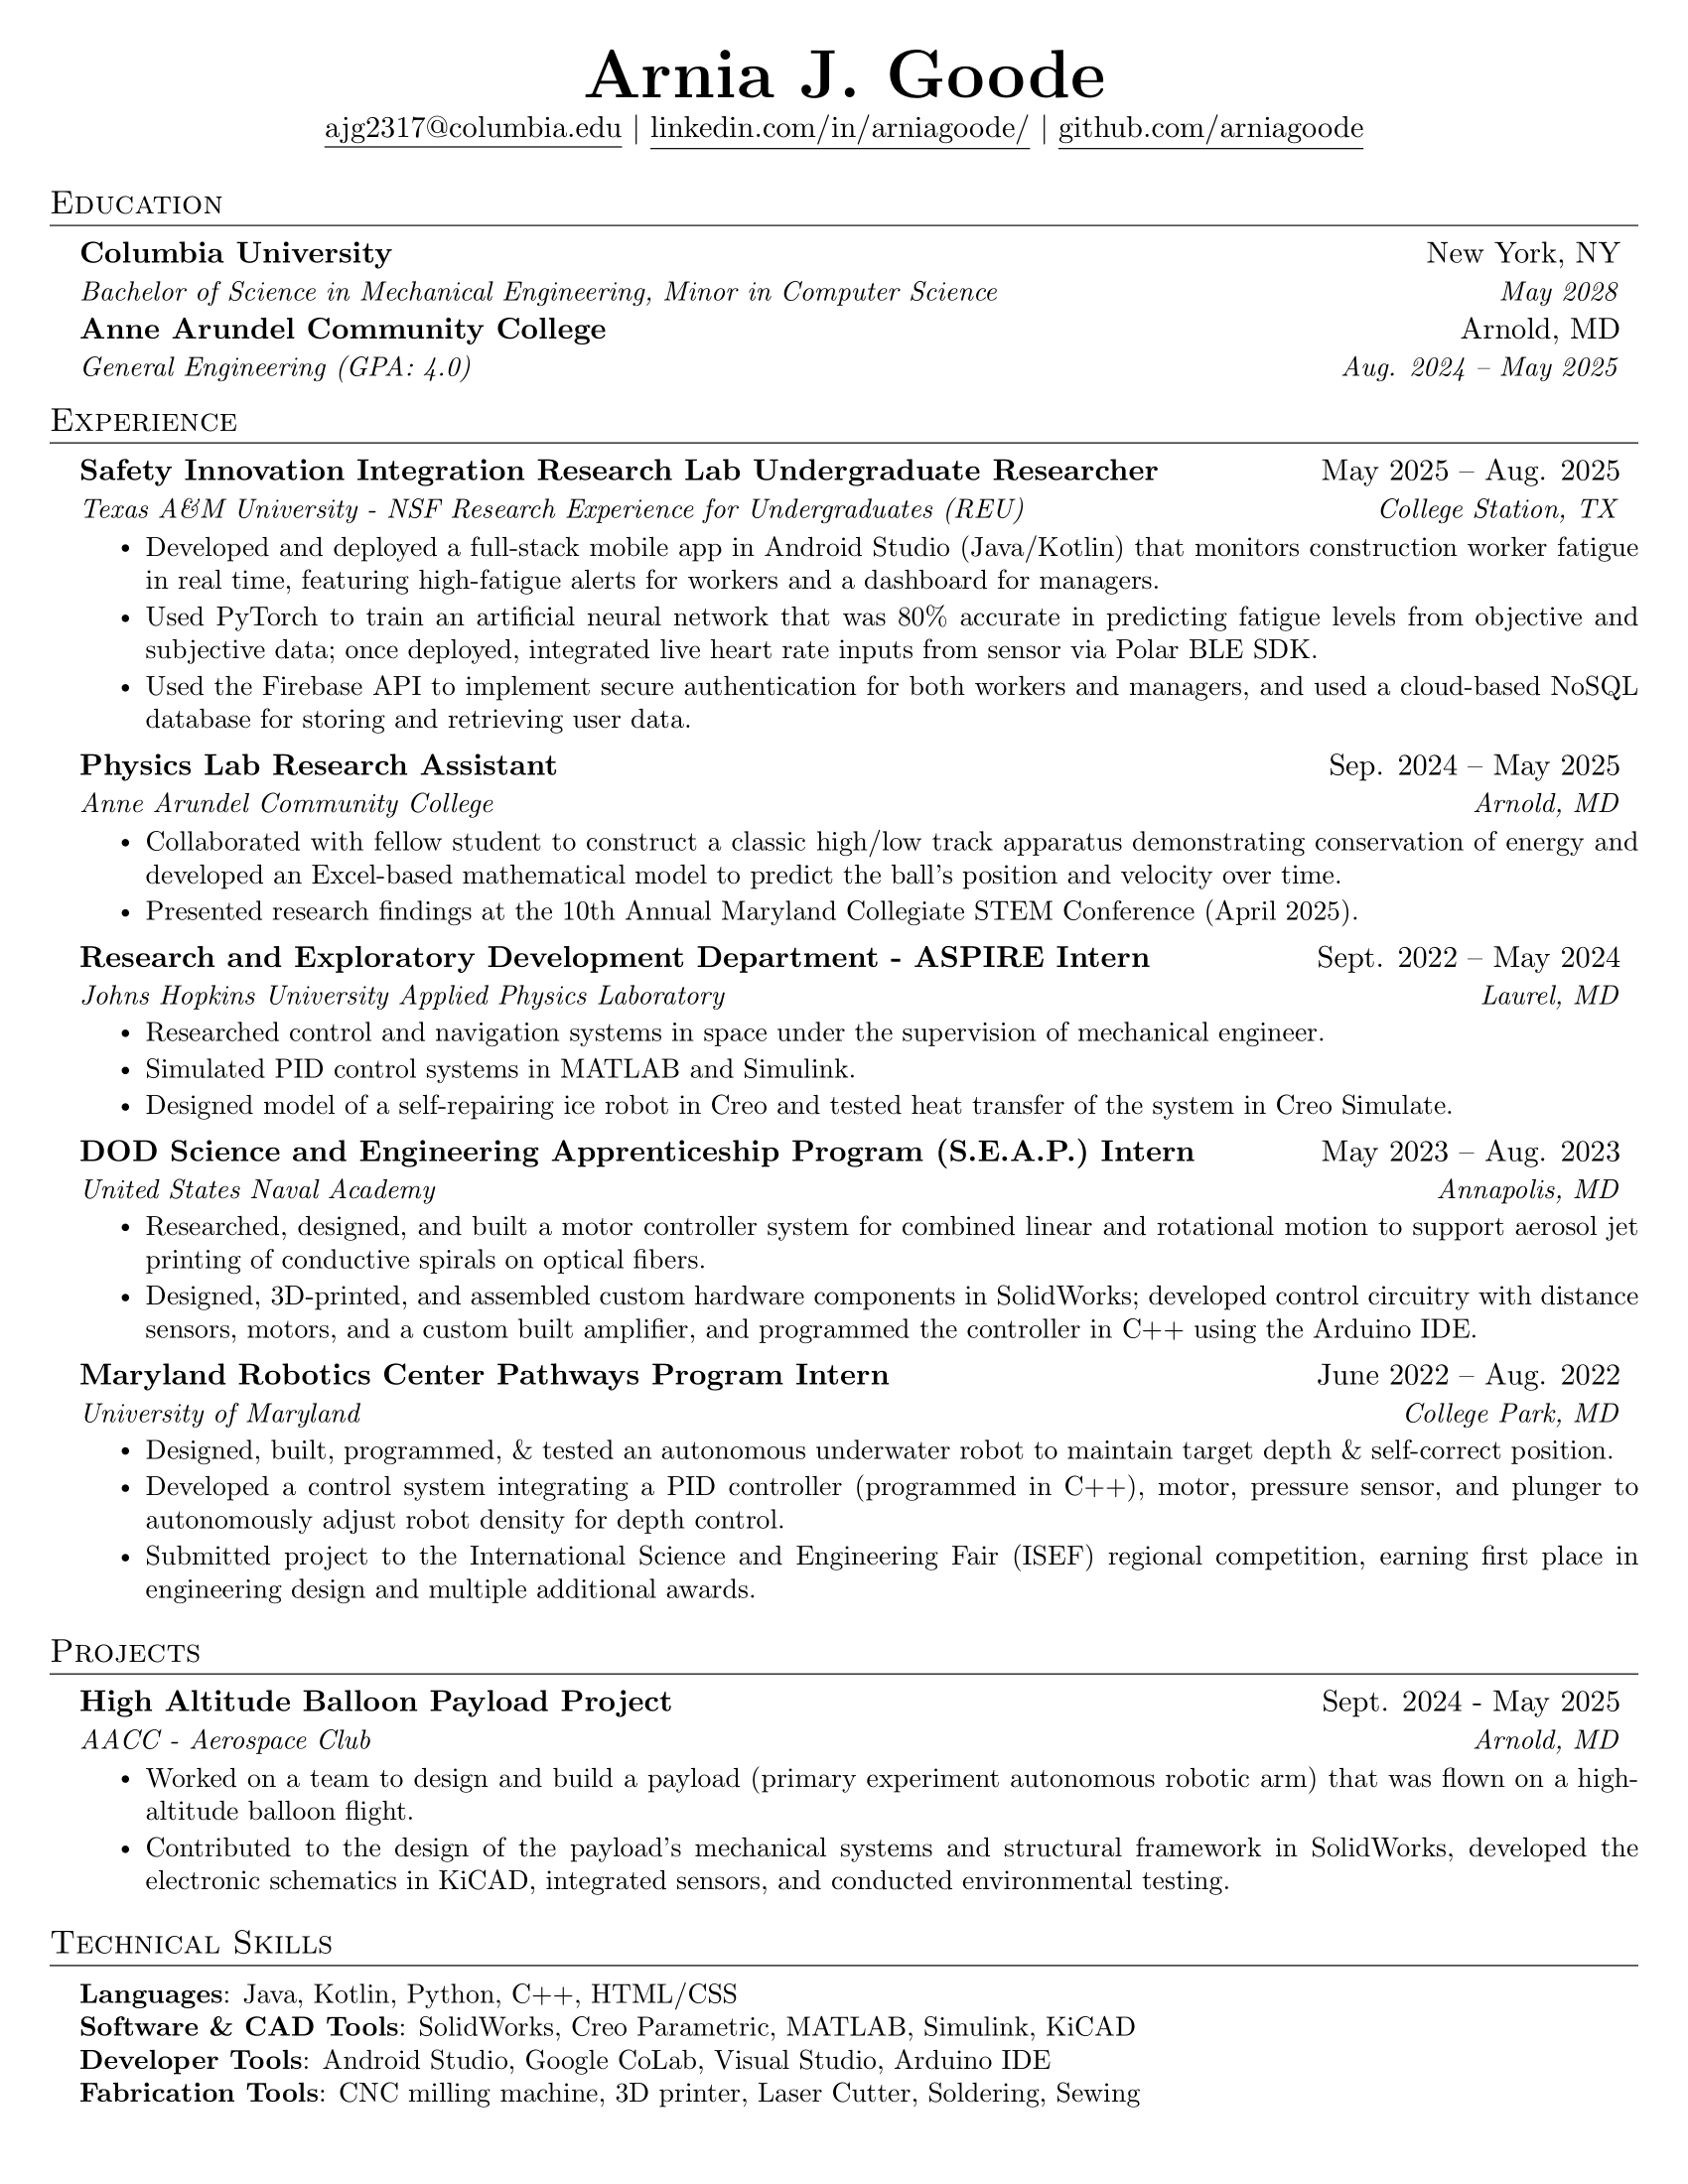 Arnia J. Goode
ajg2317@columbia.edu | linkedin.com/in/arniagoode/ | github.com/arniagoode
Education
Columbia University New York, NY
Bachelor of Science in Mechanical Engineering, Minor in Computer Science May 2028
Anne Arundel Community College Arnold, MD
General Engineering (GPA: 4.0) Aug. 2024 – May 2025
Experience
Safety Innovation Integration Research Lab Undergraduate Researcher May 2025 – Aug. 2025
Texas A&M University - NSF Research Experience for Undergraduates (REU) College Station, TX
• Developed and deployed a full-stack mobile app in Android Studio (Java/Kotlin) that monitors construction worker fatigue
in real time, featuring high-fatigue alerts for workers and a dashboard for managers.
• Used PyTorch to train an artificial neural network that was 80% accurate in predicting fatigue levels from objective and
subjective data; once deployed, integrated live heart rate inputs from sensor via Polar BLE SDK.
• Used the Firebase API to implement secure authentication for both workers and managers, and used a cloud-based NoSQL
database for storing and retrieving user data.
Physics Lab Research Assistant Sep. 2024 – May 2025
Anne Arundel Community College Arnold, MD
• Collaborated with fellow student to construct a classic high/low track apparatus demonstrating conservation of energy and
developed an Excel-based mathematical model to predict the ball's position and velocity over time.
• Presented research findings at the 10th Annual Maryland Collegiate STEM Conference (April 2025).
Research and Exploratory Development Department - ASPIRE Intern Sept. 2022 – May 2024
Johns Hopkins University Applied Physics Laboratory Laurel, MD
• Researched control and navigation systems in space under the supervision of mechanical engineer.
• Simulated PID control systems in MATLAB and Simulink.
• Designed model of a self-repairing ice robot in Creo and tested heat transfer of the system in Creo Simulate.
DOD Science and Engineering Apprenticeship Program (S.E.A.P.) Intern May 2023 – Aug. 2023
United States Naval Academy Annapolis, MD
• Researched, designed, and built a motor controller system for combined linear and rotational motion to support aerosol jet
printing of conductive spirals on optical fibers.
• Designed, 3D-printed, and assembled custom hardware components in SolidWorks; developed control circuitry with distance
sensors, motors, and a custom built amplifier, and programmed the controller in C++ using the Arduino IDE.
Maryland Robotics Center Pathways Program Intern June 2022 – Aug. 2022
University of Maryland College Park, MD
• Designed, built, programmed, & tested an autonomous underwater robot to maintain target depth & self-correct position.
• Developed a control system integrating a PID controller (programmed in C++), motor, pressure sensor, and plunger to
autonomously adjust robot density for depth control.
• Submitted project to the International Science and Engineering Fair (ISEF) regional competition, earning first place in
engineering design and multiple additional awards.
Projects
High Altitude Balloon Payload Project Sept. 2024 - May 2025
AACC - Aerospace Club Arnold, MD
• Worked on a team to design and build a payload (primary experiment autonomous robotic arm) that was flown on a high-
altitude balloon flight.
• Contributed to the design of the payload's mechanical systems and structural framework in SolidWorks, developed the
electronic schematics in KiCAD, integrated sensors, and conducted environmental testing.
Technical Skills
Languages: Java, Kotlin, Python, C++, HTML/CSS
Software & CAD Tools: SolidWorks, Creo Parametric, MATLAB, Simulink, KiCAD
Developer Tools: Android Studio, Google CoLab, Visual Studio, Arduino IDE
Fabrication Tools: CNC milling machine, 3D printer, Laser Cutter, Soldering, Sewing